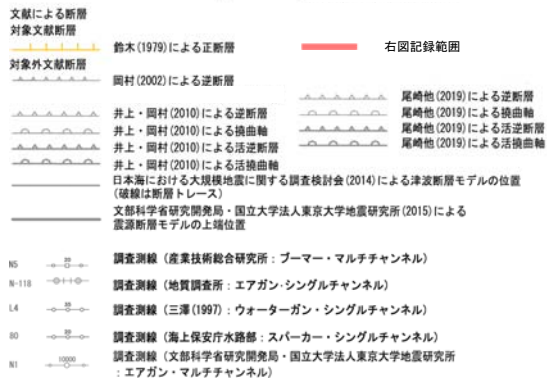 文献による断層
対象文献断層
鈴木(1979)による正断層
右図記録範囲
対象外文献断層
岡村(2002)による逆断層
井上・岡村(2010)による逆断層
井上・岡村(2010)による撓曲軸
井上・岡村(2010)による活逆断層
井上・岡村(2010)による活撓曲軸
尾崎他(2019)による逆断層
尾崎他(2019)による撓曲軸
尾崎他(2019)による活逆断層
尾崎他(2019)による活撓曲軸
日本海における大規模地震に関する調査検討会(2014)による津波断層モデルの位置
(破線は断層トレース)
文部科学省研究開発局・国立大学法人東京大学地震研究所(2015)による
震源断層モデルの上端位置
N5 20 調査測線（産業技術総合研究所：ブーマー・マルチチャンネル）
N-118 調査測線（地質調査所：エアガン・シングルチャンネル）
L4 20 調査測線（三澤(1997)：ウォーターガン・シングルチャンネル）
80 20 調査測線（海上保安庁水路部：スパーカー・シングルチャンネル）
N1 10000 調査測線（文部科学省研究開発局・国立大学法人東京大学地震研究所
：エアガン・マルチチャンネル）